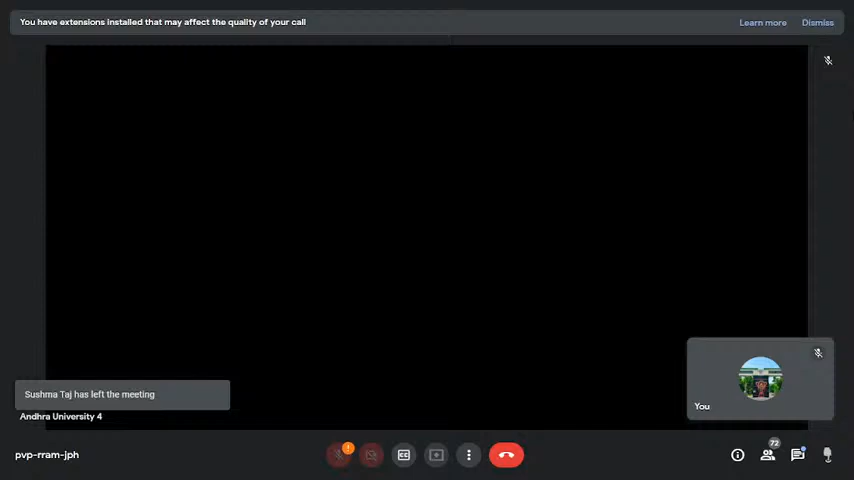 You have extensions installed that may affect the quality of your call
Learn more
Dismiss
Sushma Taj has left the meeting
Andhra University 4
You
pvp-rram-jph
72